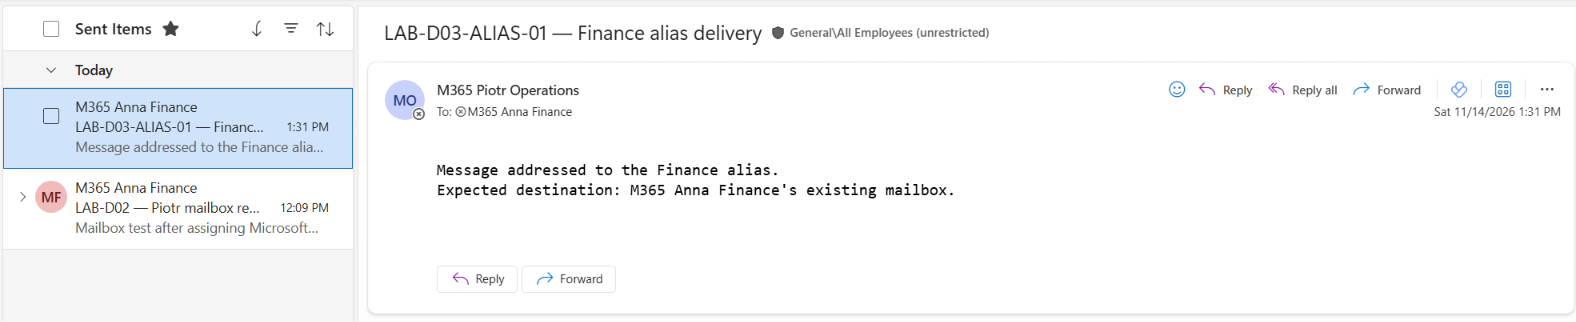 Sent Items
Today
M365 Anna Finance
LAB-D03-ALIAS-01 — Financ... 1:31 PM
Message addressed to the Finance alia...
MF
M365 Anna Finance
LAB-D02 — Piotr mailbox re... 12:09 PM
Mailbox test after assigning Microsoft...
LAB-D03-ALIAS-01 — Finance alias delivery General\All Employees (unrestricted)
MO
M365 Piotr Operations
To: M365 Anna Finance
Reply Reply all Forward
Sat 11/14/2026 1:31 PM
Message addressed to the Finance alias.
Expected destination: M365 Anna Finance's existing mailbox.
Reply Forward